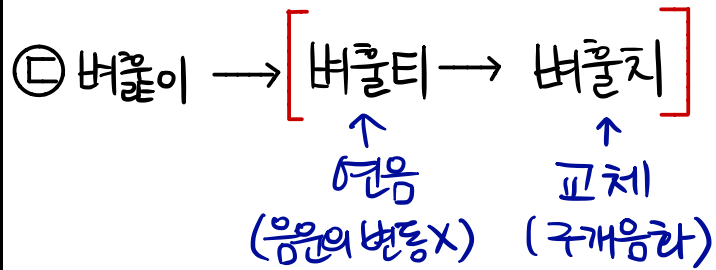 ㉢ 벼훑이 → [벼훌티 → 벼훌치]
↑ ↑
연음 교체
(음운의 변동X) (구개음화)